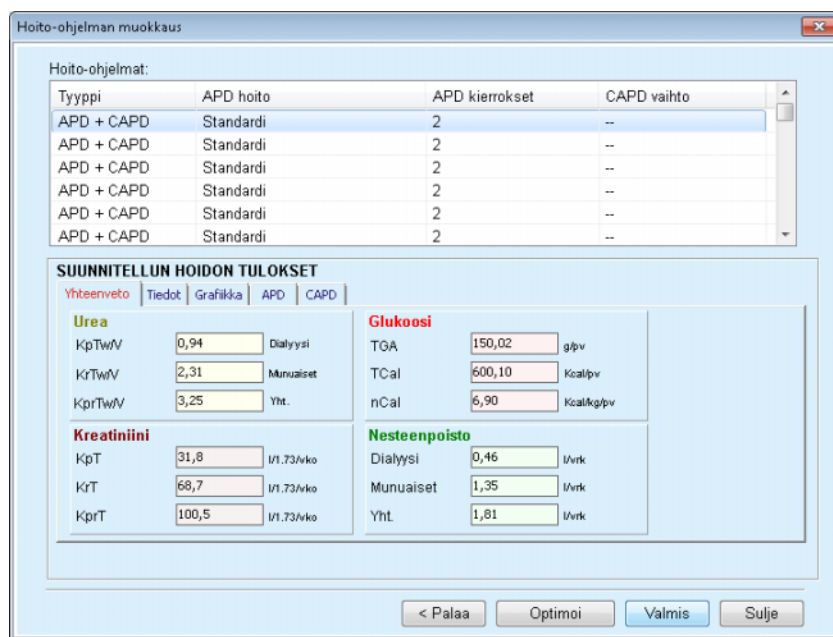 Hoito-ohjelman muokkaus
Hoito-ohjelmat:
Tyyppi APD hoito APD kierrokset CAPD vaihto
APD + CAPD Standardi 2 --
APD + CAPD Standardi 2 --
APD + CAPD Standardi 2 --
APD + CAPD Standardi 2 --
APD + CAPD Standardi 2 --
APD + CAPD Standardi 2 --
SUUNNITELLUN HOIDON TULOKSET
Yhteenveto Tiedot Grafiikka APD CAPD
Urea
KpTw/V 0,94 Dialyysi
KrTw/V 2,31 Munuaiset
KprTw/V 3,25 Yht.
Glukoosi
TGA 150,02 g/pv
TCal 600,10 Kcal/pv
nCal 6,90 Kcal/kg/pv
Kreatiniini
KpT 31,8 l/1.73/vko
KrT 68,7 l/1.73/vko
KprT 100,5 l/1.73/vko
Nesteenpoisto
Dialyysi 0,46 l/vrk
Munuaiset 1,35 l/vrk
Yht. 1,81 l/vrk
< Palaa Optimoi Valmis Sulje